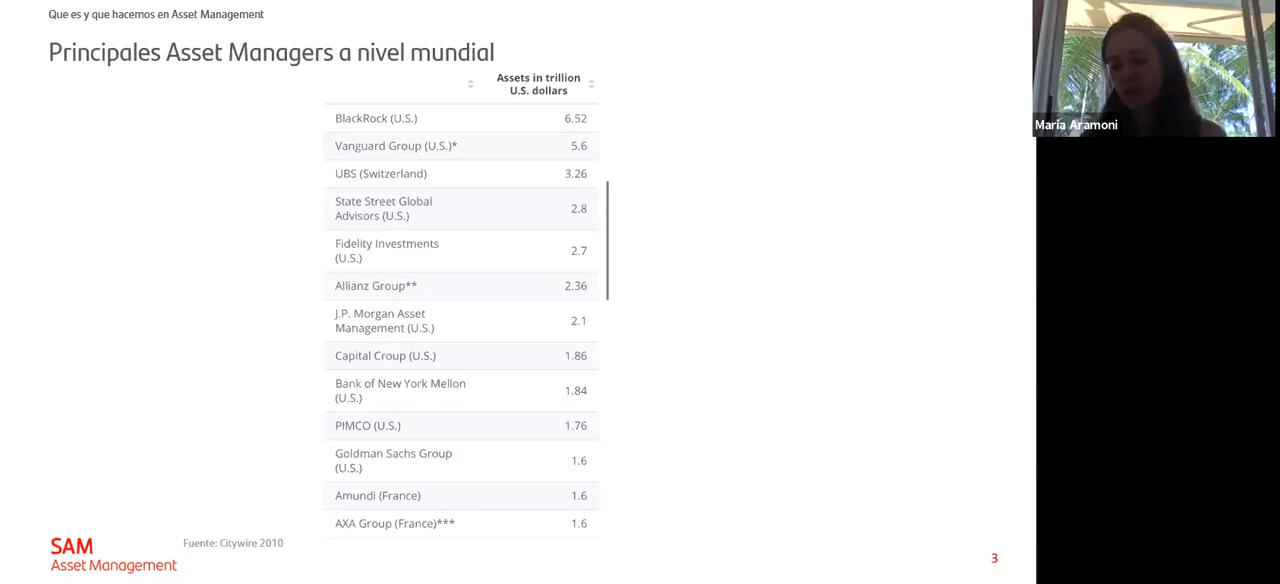 Que es y que hacemos en Asset Management
Principales Asset Managers a nivel mundial
Assets in trillion
U.S. dollars
BlackRock (U.S.) 6.52
Vanguard Group (U.S.)* 5.6
UBS (Switzerland) 3.26
State Street Global
Advisors (U.S.) 2.8
Fidelity Investments
(U.S.) 2.7
Allianz Group** 2.36
J.P. Morgan Asset
Management (U.S.) 2.1
Capital Croup (U.S.) 1.86
Bank of New York Mellon
(U.S.) 1.84
PIMCO (U.S.) 1.76
Goldman Sachs Group
(U.S.) 1.6
Amundi (France) 1.6
AXA Group (France)*** 1.6
SAM
Asset Management
Fuente: Citywire 2010
3
María Aramoni